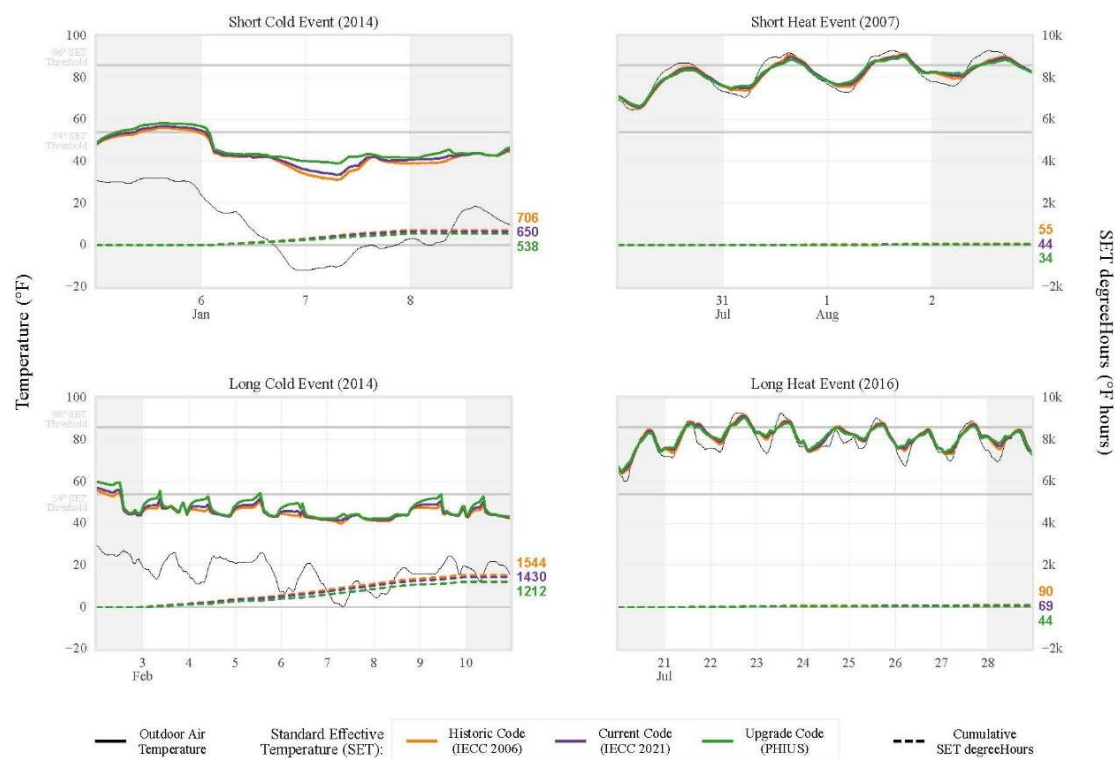 Short Cold Event (2014)
Short Heat Event (2007)
100
86° SET
Threshold
80
60
54° SET
Threshold
40
20
0
−20
706
650
538
6
Jan
7
8
10k
8k
6k
4k
2k
0
−2k
55
44
34
31
Jul
1
Aug
2
Temperature (°F)
SET degreeHours (°F hours)
Long Cold Event (2014)
Long Heat Event (2016)
100
86° SET
Threshold
80
60
54° SET
Threshold
40
20
0
−20
1544
1430
1212
3
Feb
4
5
6
7
8
9
10
10k
8k
6k
4k
2k
0
−2k
90
69
44
21
Jul
22
23
24
25
26
27
28
Outdoor Air
Temperature
Standard Effective
Temperature (SET):
Historic Code
(IECC 2006)
Current Code
(IECC 2021)
Upgrade Code
(PHIUS)
Cumulative
SET degreeHours